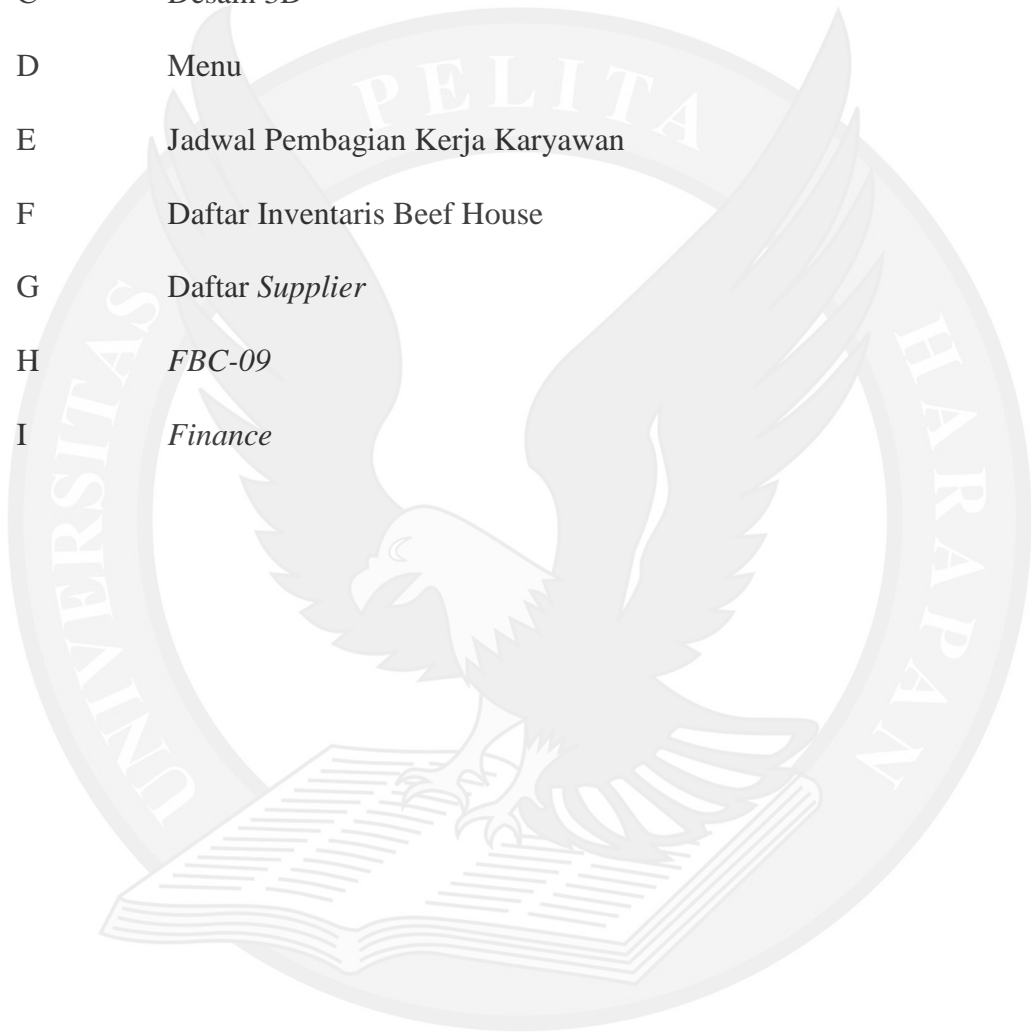 D Menu
E Jadwal Pembagian Kerja Karyawan
F Daftar Inventaris Beef House
G Daftar Supplier
H FBC-09
I Finance
UNIVERSITAS PELITA HARAPAN